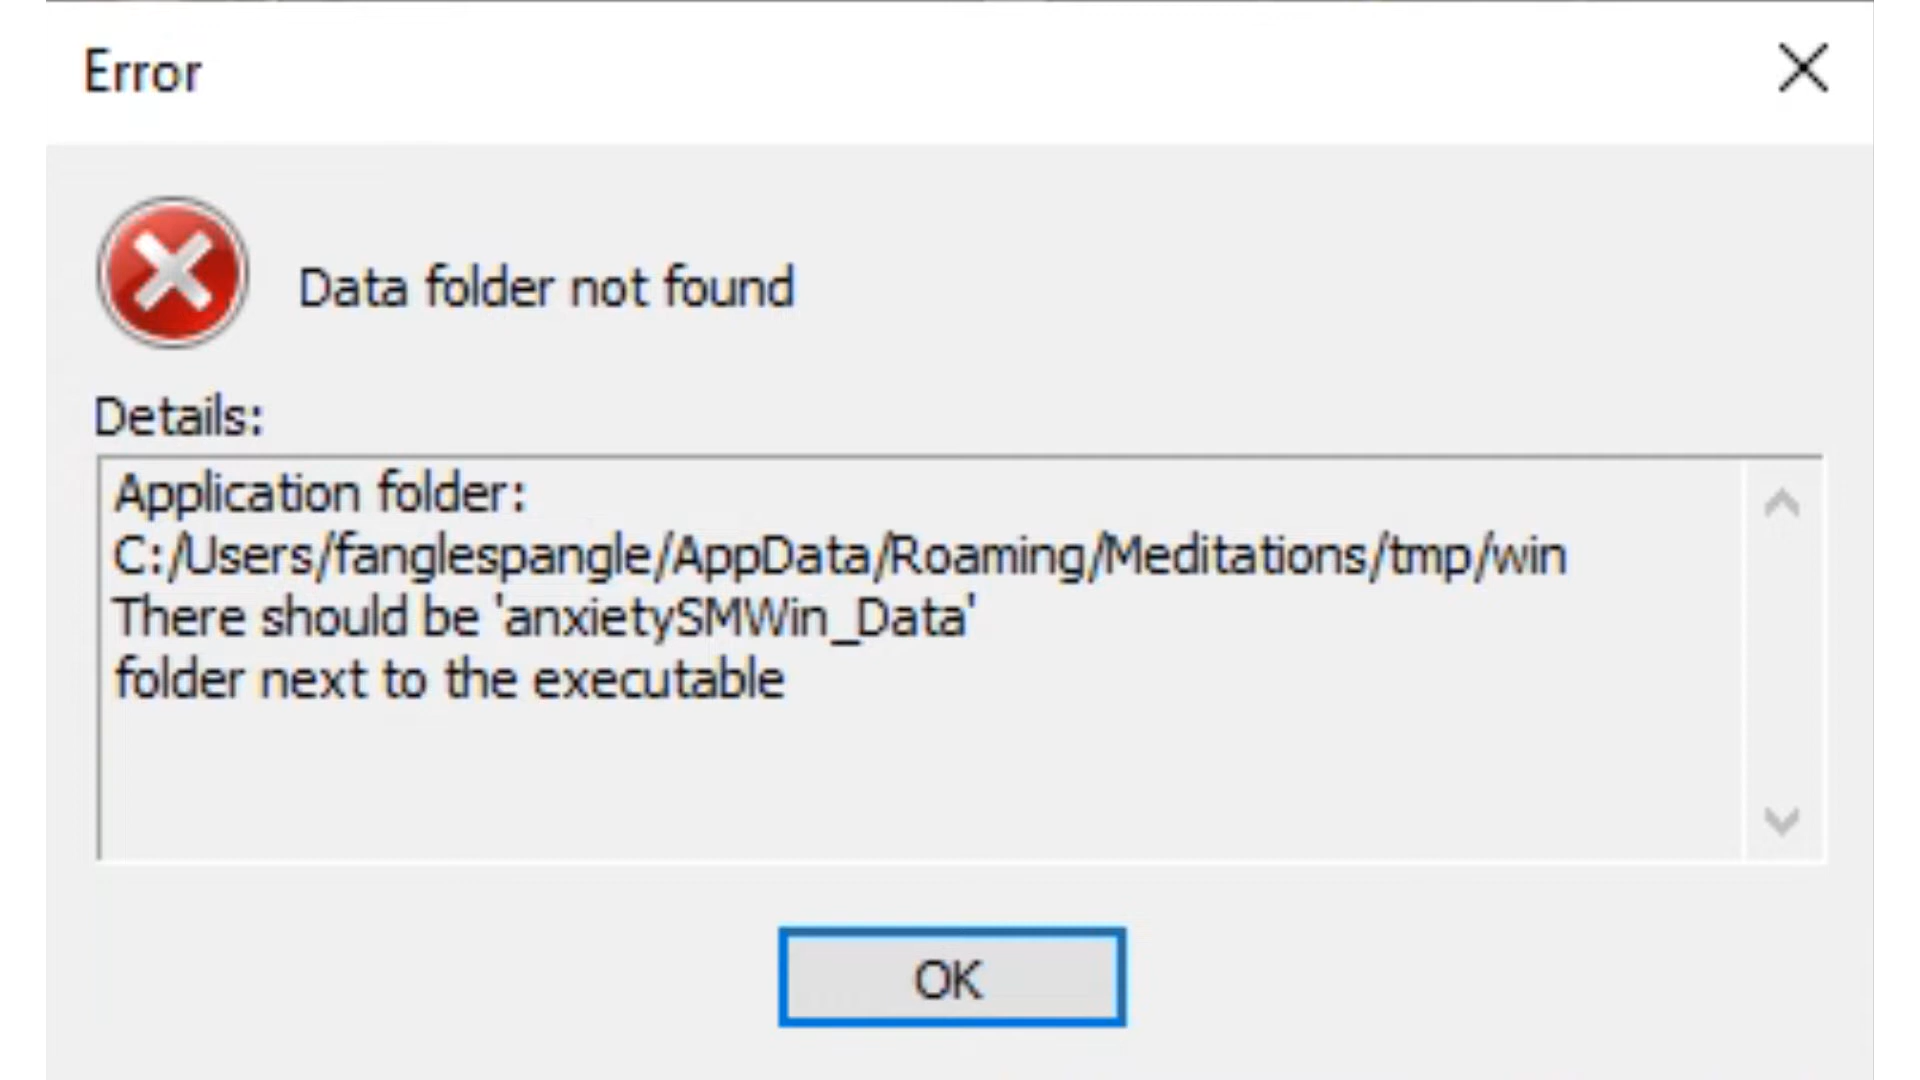 Error
Data folder not found
Details:
Application folder:
C:/Users/fanglespangle/AppData/Roaming/Meditations/tmp/win
There should be 'anxietySMWin_Data'
folder next to the executable
OK